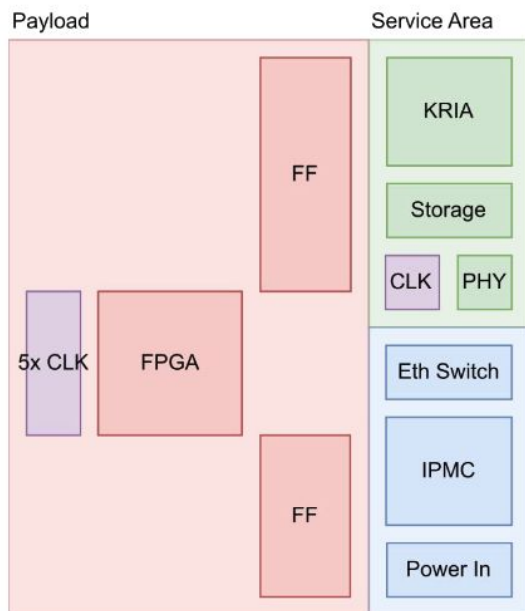 Payload
Service Area
FF
KRIA
Storage
CLK
PHY
5x CLK
FPGA
Eth Switch
FF
IPMC
Power In